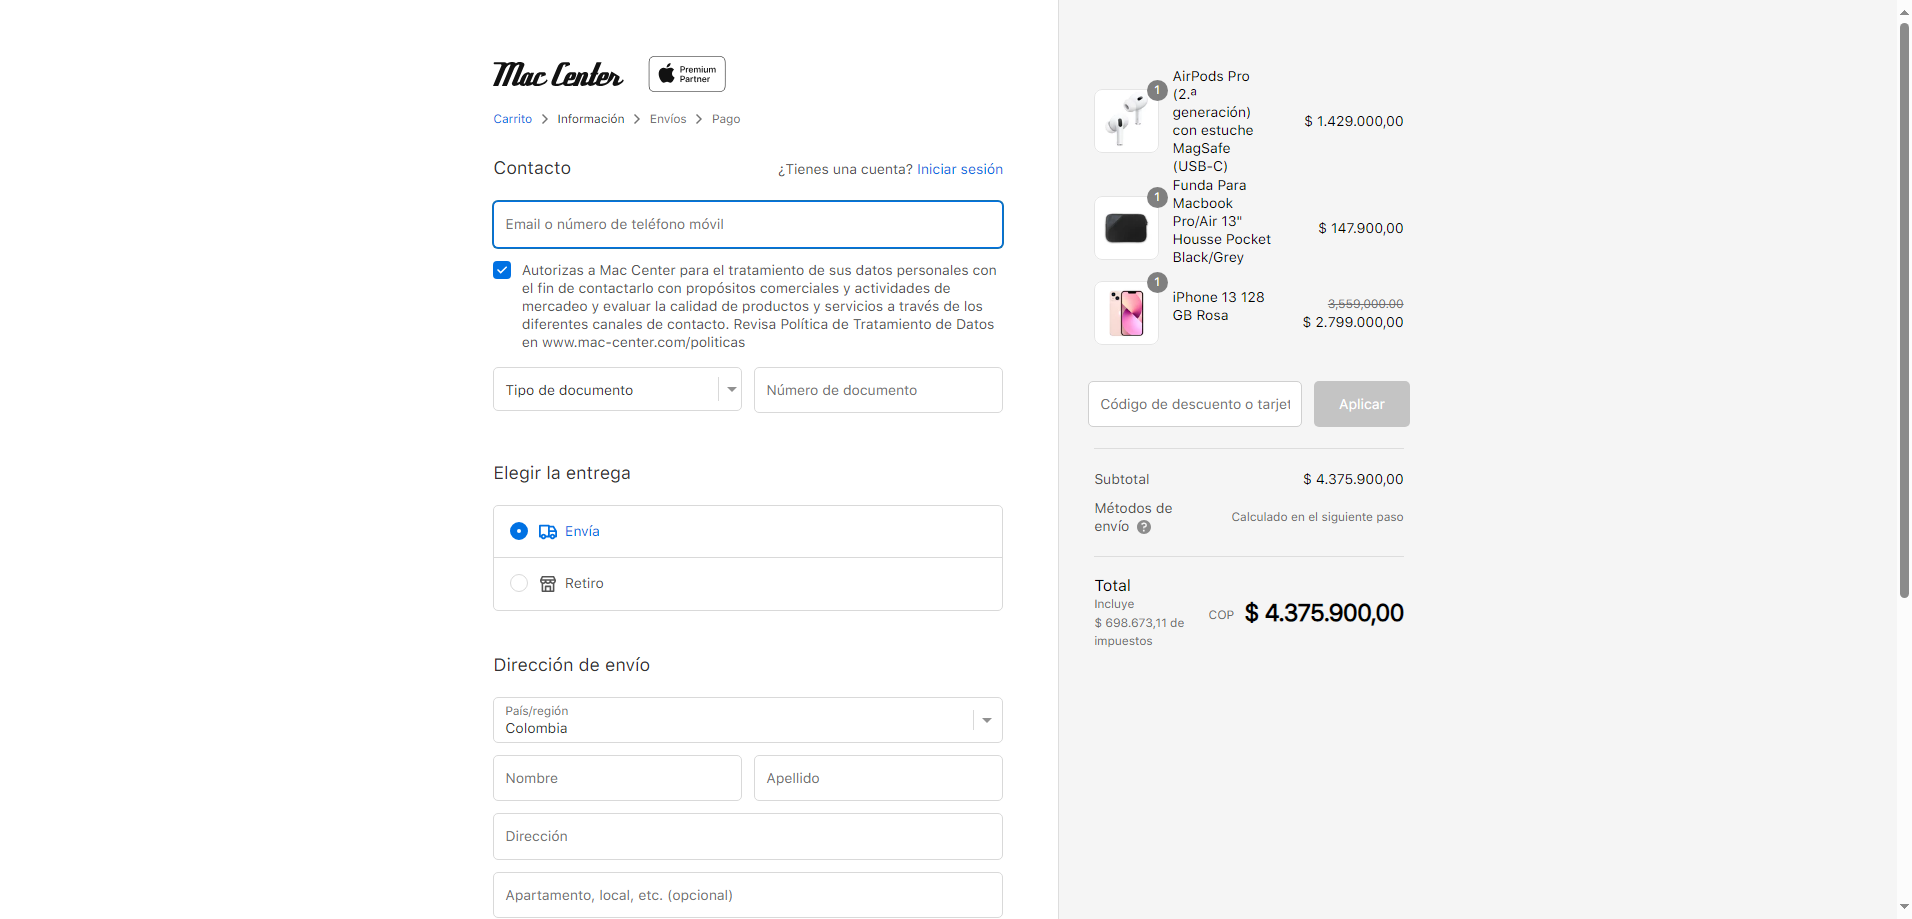 Mac Center
Premium
Partner
Carrito
Información
Envíos
Pago
Contacto
¿Tienes una cuenta? Iniciar sesión
Email o número de teléfono móvil
Autorizas a Mac Center para el tratamiento de sus datos personales con
el fin de contactarlo con propósitos comerciales y actividades de
mercadeo y evaluar la calidad de productos y servicios a través de los
diferentes canales de contacto. Revisa Política de Tratamiento de Datos
en www.mac-center.com/politicas
Tipo de documento
Número de documento
Elegir la entrega
Envía
Retiro
Dirección de envío
País/región
Colombia
Nombre
Apellido
Dirección
Apartamento, local, etc. (opcional)
1
AirPods Pro
(2.ª
generación)
con estuche
MagSafe
(USB-C)
$ 1.429.000,00
1
Funda Para
Macbook
Pro/Air 13"
Housse Pocket
Black/Grey
$ 147.900,00
1
iPhone 13 128
GB Rosa
3,559,000.00
$ 2.799.000,00
Código de descuento o tarjet
Aplicar
Subtotal
$ 4.375.900,00
Métodos de
envío ?
Calculado en el siguiente paso
Total
Incluye
$ 698.673,11 de
impuestos
COP $ 4.375.900,00